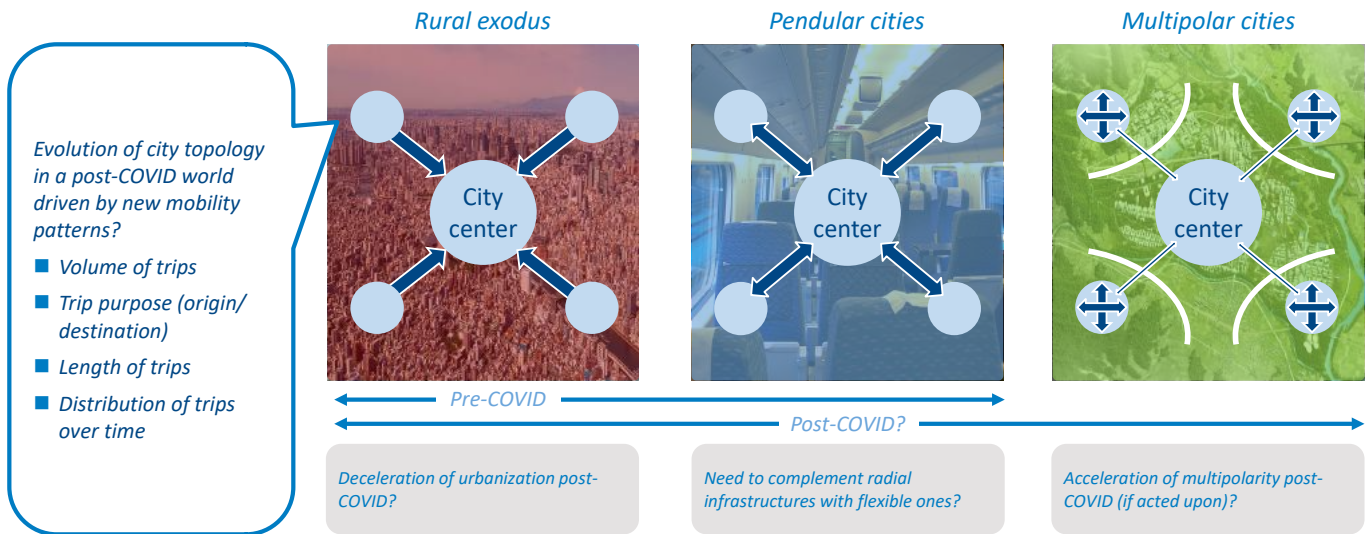 Rural exodus
Pendular cities
Multipolar cities
Evolution of city topology
in a post-COVID world
driven by new mobility
patterns?
Volume of trips
Trip purpose (origin/
destination)
Length of trips
Distribution of trips
over time
City
center
City
center
City
center
Pre-COVID
Post-COVID?
Deceleration of urbanization post-
COVID?
Need to complement radial
infrastructures with flexible ones?
Acceleration of multipolarity post-
COVID (if acted upon)?